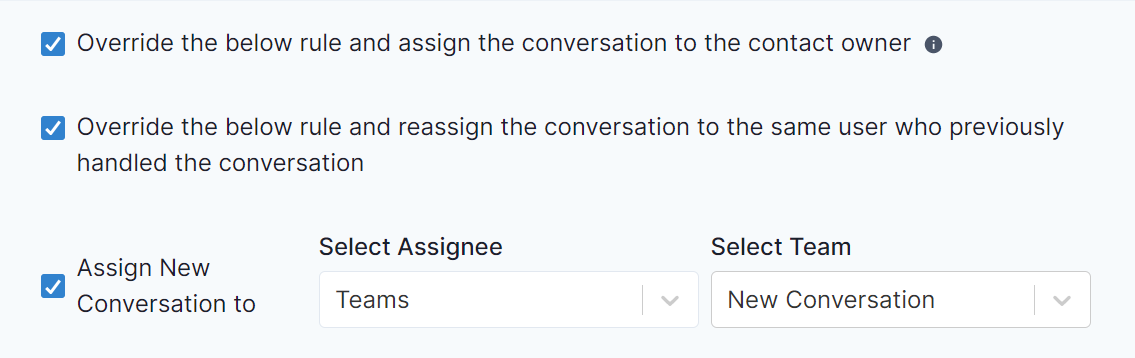 Override the below rule and assign the conversation to the contact owner
Override the below rule and reassign the conversation to the same user who previously
handled the conversation
Select Assignee
Select Team
Assign New
Conversation to
Teams
New Conversation